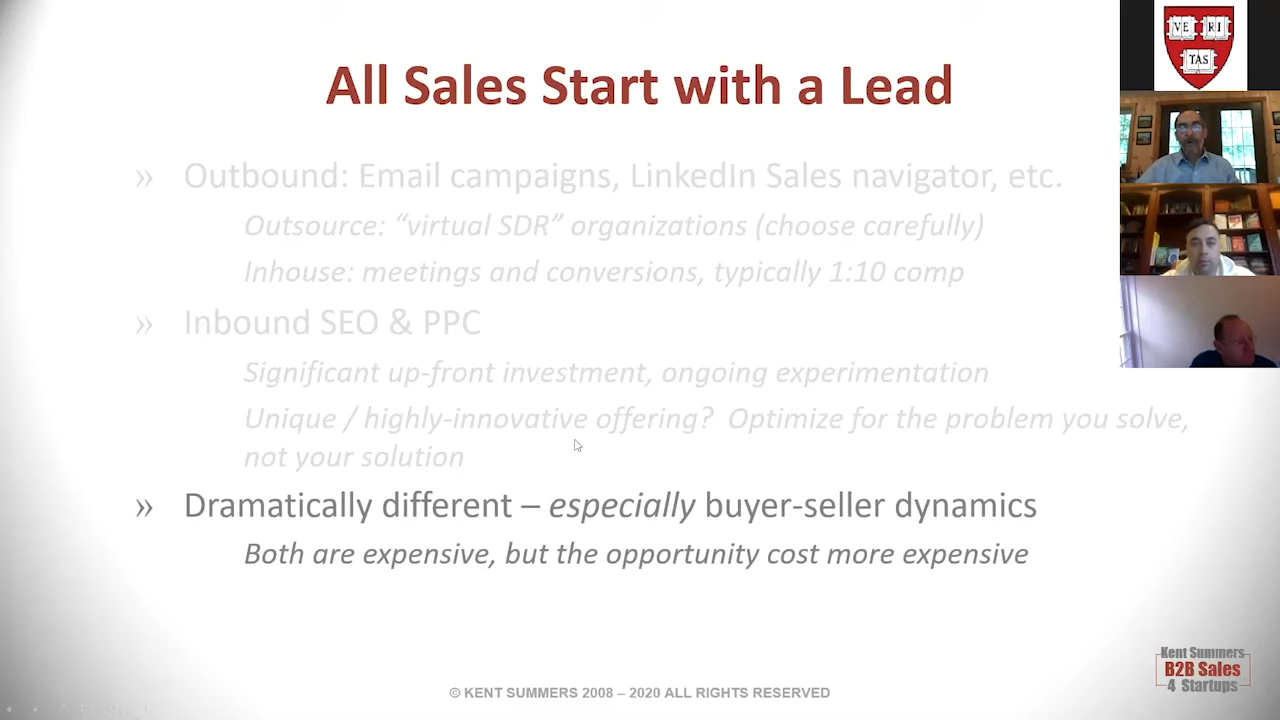 All Sales Start with a Lead
» Outbound: Email campaigns, LinkedIn Sales navigator, etc.
Outsource: “virtual SDR” organizations (choose carefully)
Inhouse: meetings and conversions, typically 1:10 comp
» Inbound SEO & PPC
Significant up-front investment, ongoing experimentation
Unique / highly-innovative offering?  Optimize for the problem you solve,
not your solution
» Dramatically different – especially buyer-seller dynamics
Both are expensive, but the opportunity cost more expensive
© KENT SUMMERS 2008 – 2020 ALL RIGHTS RESERVED
VE RI
TAS
Kent Summers
B2B Sales
4 Startups